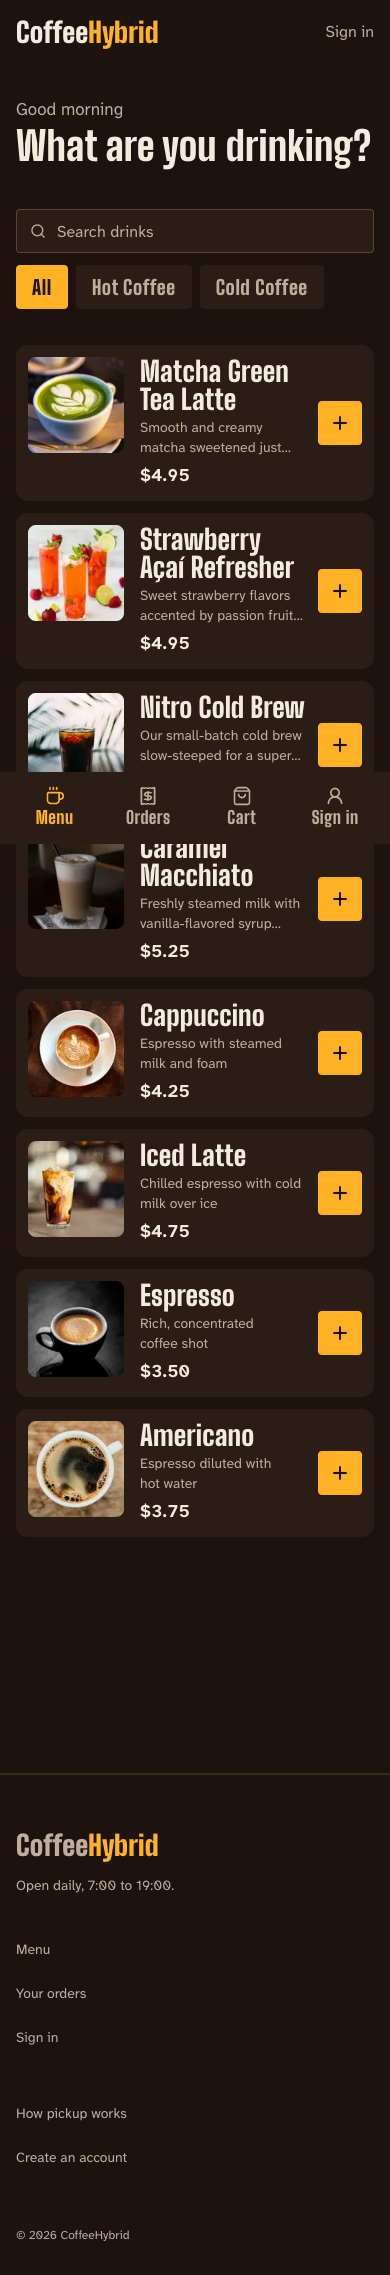 CoffeeHybrid
Sign in
Good morning
What are you drinking?
Search drinks
All
Hot Coffee
Cold Coffee
Matcha Green
Tea Latte
Smooth and creamy
matcha sweetened just...
$4.95
Strawberry
Açaí Refresher
Sweet strawberry flavors
accented by passion fruit...
$4.95
Nitro Cold Brew
Our small-batch cold brew
slow-steeped for a super...
Menu
Orders
Cart
Sign in
Caramel
Macchiato
Freshly steamed milk with
vanilla-flavored syrup...
$5.25
Cappuccino
Espresso with steamed
milk and foam
$4.25
Iced Latte
Chilled espresso with cold
milk over ice
$4.75
Espresso
Rich, concentrated
coffee shot
$3.50
Americano
Espresso diluted with
hot water
$3.75
CoffeeHybrid
Open daily, 7:00 to 19:00.
Menu
Your orders
Sign in
How pickup works
Create an account
© 2026 CoffeeHybrid